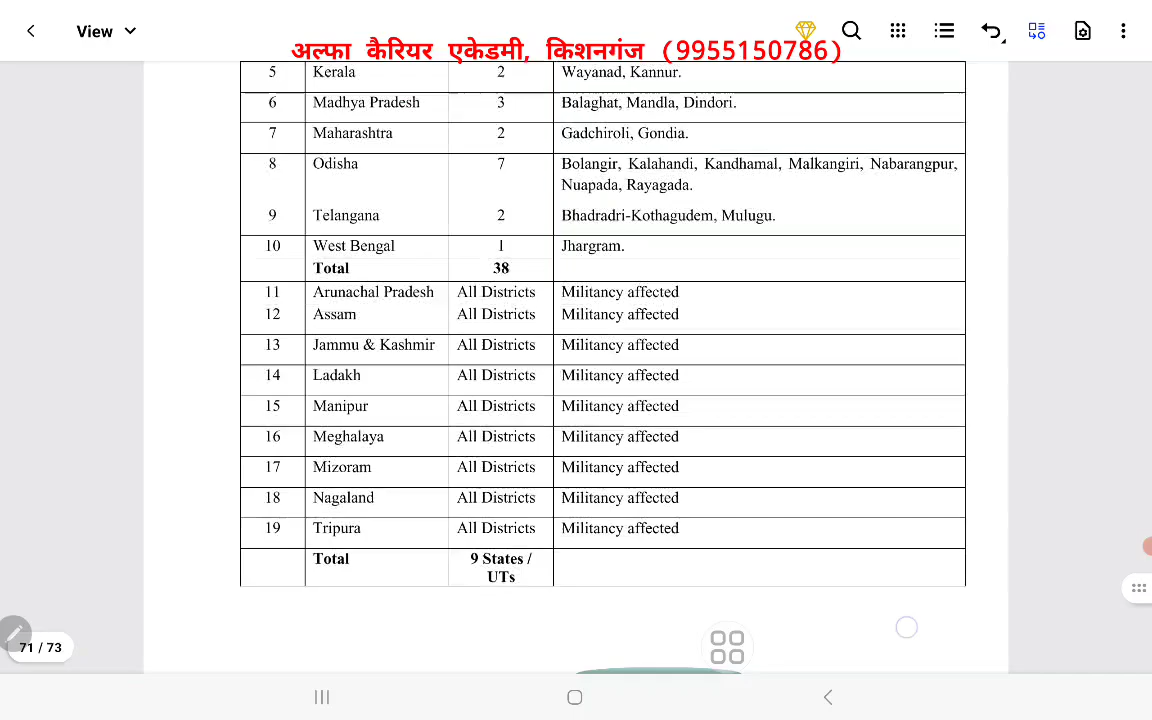 View
अल्फा कैरियर एकेडमी, किशनगंज (9955150786)
5 Kerala 2 Wayanad, Kannur.
6 Madhya Pradesh 3 Balaghat, Mandla, Dindori.
7 Maharashtra 2 Gadchiroli, Gondia.
8 Odisha 7 Bolangir, Kalahandi, Kandhamal, Malkangiri, Nabarangpur,
Nuapada, Rayagada.
9 Telangana 2 Bhadradri-Kothagudem, Mulugu.
10 West Bengal 1 Jhargram.
Total 38
11 Arunachal Pradesh All Districts Militancy affected
12 Assam All Districts Militancy affected
13 Jammu & Kashmir All Districts Militancy affected
14 Ladakh All Districts Militancy affected
15 Manipur All Districts Militancy affected
16 Meghalaya All Districts Militancy affected
17 Mizoram All Districts Militancy affected
18 Nagaland All Districts Militancy affected
19 Tripura All Districts Militancy affected
Total 9 States /
UTs
71 / 73